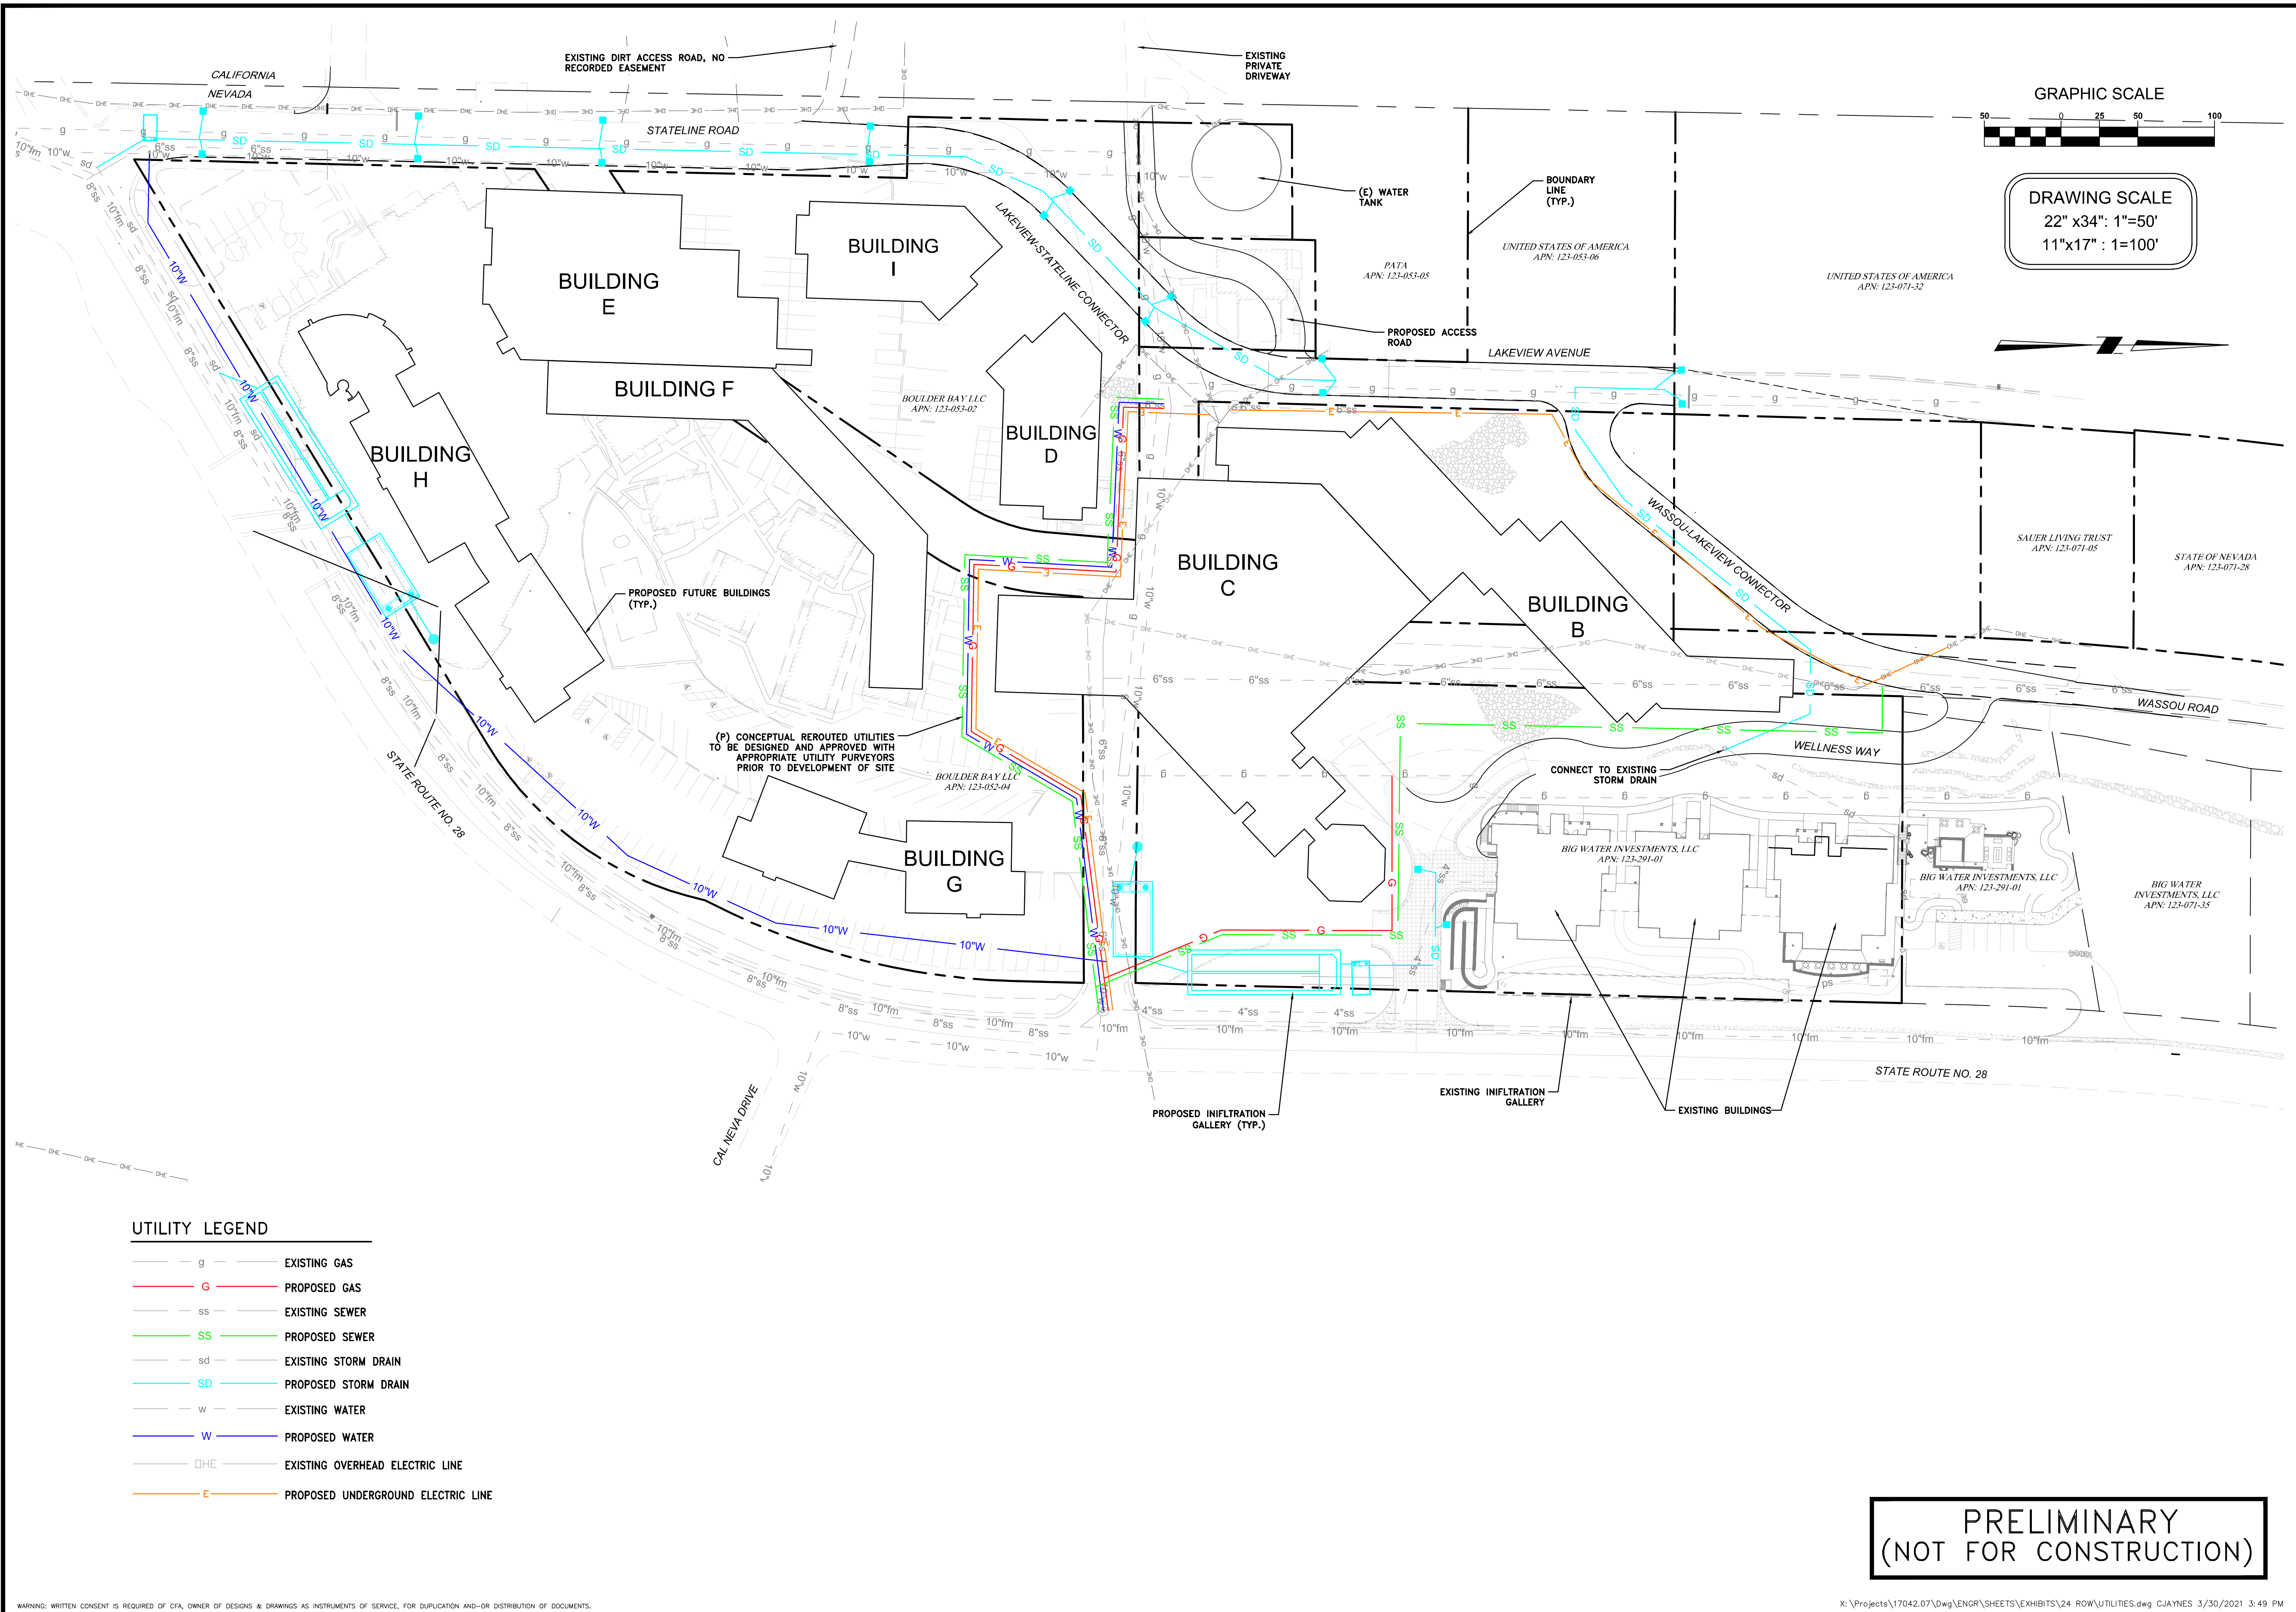 EXISTING DIRT ACCESS ROAD, NO
RECORDED EASEMENT
EXISTING
PRIVATE
DRIVEWAY
CALIFORNIA
NEVADA
STATELINE ROAD
GRAPHIC SCALE
50 0 25 50 100
DRAWING SCALE
22" x34": 1"=50'
11"x17" : 1=100'
(E) WATER
TANK
BOUNDARY
LINE
(TYP.)
PATA
APN: 123-053-05
UNITED STATES OF AMERICA
APN: 123-053-06
UNITED STATES OF AMERICA
APN: 123-071-32
BUILDING
E
BUILDING
I
LAKEVIEW-STATELINE CONNECTOR
PROPOSED ACCESS
ROAD
LAKEVIEW AVENUE
BUILDING F
BOULDER BAY LLC
APN: 123-053-02
BUILDING
D
BUILDING
H
BUILDING
C
BUILDING
B
WASSOU-LAKEVIEW CONNECTOR
SAUER LIVING TRUST
APN: 123-071-05
STATE OF NEVADA
APN: 123-071-28
PROPOSED FUTURE BUILDINGS
(TYP.)
(P) CONCEPTUAL REROUTED UTILITIES
TO BE DESIGNED AND APPROVED WITH
APPROPRIATE UTILITY PURVEYORS
PRIOR TO DEVELOPMENT OF SITE
BOULDER BAY LLC
APN: 123-052-04
WASSOU ROAD
WELLNESS WAY
CONNECT TO EXISTING
STORM DRAIN
STATE ROUTE NO. 28
BUILDING
G
BIG WATER INVESTMENTS, LLC
APN: 123-291-01
BIG WATER INVESTMENTS, LLC
APN: 123-291-01
BIG WATER
INVESTMENTS, LLC
APN: 123-071-35
STATE ROUTE NO. 28
CAL NEVA DRIVE
PROPOSED INIFLTRATION
GALLERY (TYP.)
EXISTING INIFLTRATION
GALLERY
EXISTING BUILDINGS
UTILITY LEGEND
g EXISTING GAS
G PROPOSED GAS
ss EXISTING SEWER
SS PROPOSED SEWER
sd EXISTING STORM DRAIN
SD PROPOSED STORM DRAIN
w EXISTING WATER
W PROPOSED WATER
OHE EXISTING OVERHEAD ELECTRIC LINE
E PROPOSED UNDERGROUND ELECTRIC LINE
PRELIMINARY
(NOT FOR CONSTRUCTION)
WARNING: WRITTEN CONSENT IS REQUIRED OF CFA, OWNER OF DESIGNS & DRAWINGS AS INSTRUMENTS OF SERVICE, FOR DUPLICATION AND-OR DISTRIBUTION OF DOCUMENTS.
X:\Projects\17042.07\Dwg\ENGR\SHEETS\EXHIBITS\24 ROW\UTILITIES.dwg CJAYNES 3/30/2021 3:49 PM